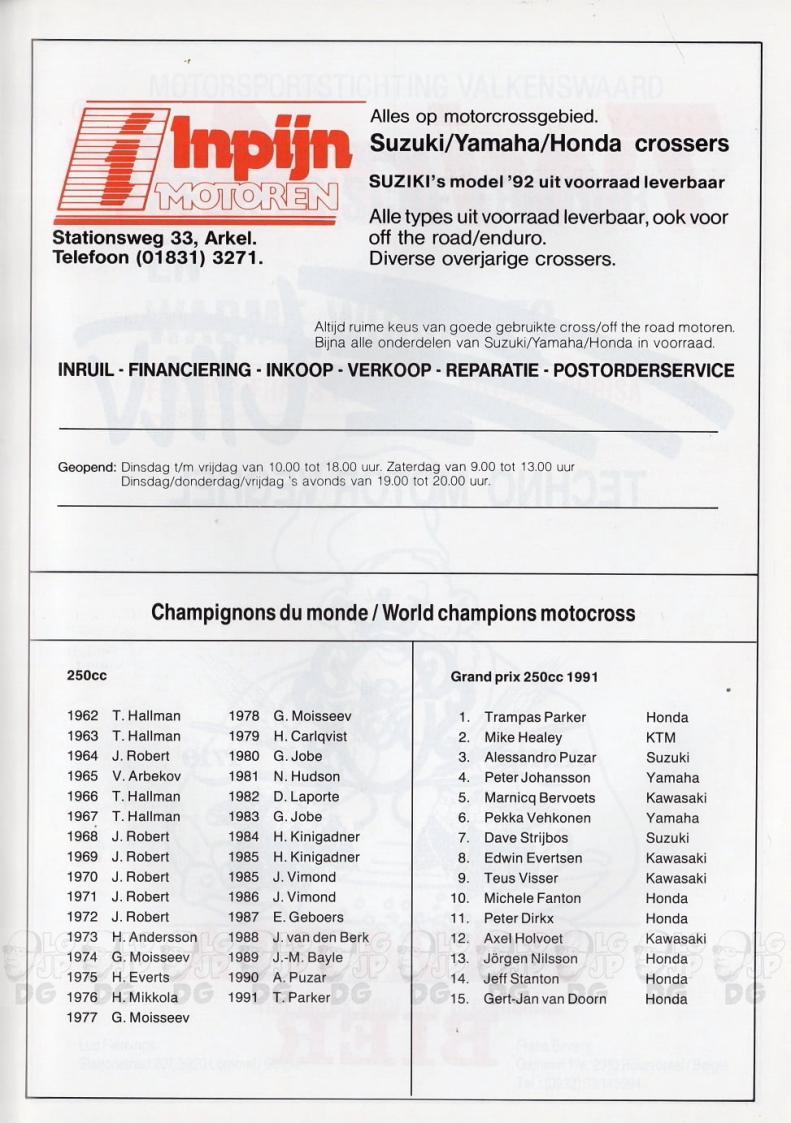 Inpijn
MOTOREN
Stationsweg 33, Arkel.
Telefoon (01831) 3271.
Alles op motorcrossgebied.
Suzuki/Yamaha/Honda crossers
SUZIKI's model '92 uit voorraad leverbaar
Alle types uit voorraad leverbaar, ook voor
off the road/enduro.
Diverse overjarige crossers.
Altijd ruime keus van goede gebruikte cross/off the road motoren.
Bijna alle onderdelen van Suzuki/Yamaha/Honda in voorraad.
INRUIL - FINANCIERING - INKOOP - VERKOOP - REPARATIE - POSTORDERSERVICE
Geopend: Dinsdag t/m vrijdag van 10.00 tot 18.00 uur. Zaterdag van 9.00 tot 13.00 uur
Dinsdag/donderdag/vrijdag 's avonds van 19.00 tot 20.00 uur.
Champignons du monde / World champions motocross
250cc
1962 T. Hallman
1963 T. Hallman
1964 J. Robert
1965 V. Arbekov
1966 T. Hallman
1967 T. Hallman
1968 J. Robert
1969 J. Robert
1970 J. Robert
1971 J. Robert
1972 J. Robert
1973 H. Andersson
1974 G. Moisseev
1975 H. Everts
1976 H. Mikkola
1977 G. Moisseev
1978 G. Moisseev
1979 H. Carlqvist
1980 G. Jobe
1981 N. Hudson
1982 D. Laporte
1983 G. Jobe
1984 H. Kinigadner
1985 H. Kinigadner
1985 J. Vimond
1986 J. Vimond
1987 E. Geboers
1988 J. van den Berk
1989 J.-M. Bayle
1990 A. Puzar
1991 T. Parker
Grand prix 250cc 1991
1. Trampas Parker Honda
2. Mike Healey KTM
3. Alessandro Puzar Suzuki
4. Peter Johansson Yamaha
5. Marnicq Bervoets Kawasaki
6. Pekka Vehkonen Yamaha
7. Dave Strijbos Suzuki
8. Edwin Evertsen Kawasaki
9. Teus Visser Kawasaki
10. Michele Fanton Honda
11. Peter Dirkx Honda
12. Axel Holvoet Kawasaki
13. Jörgen Nilsson Honda
14. Jeff Stanton Honda
15. Gert-Jan van Doorn Honda